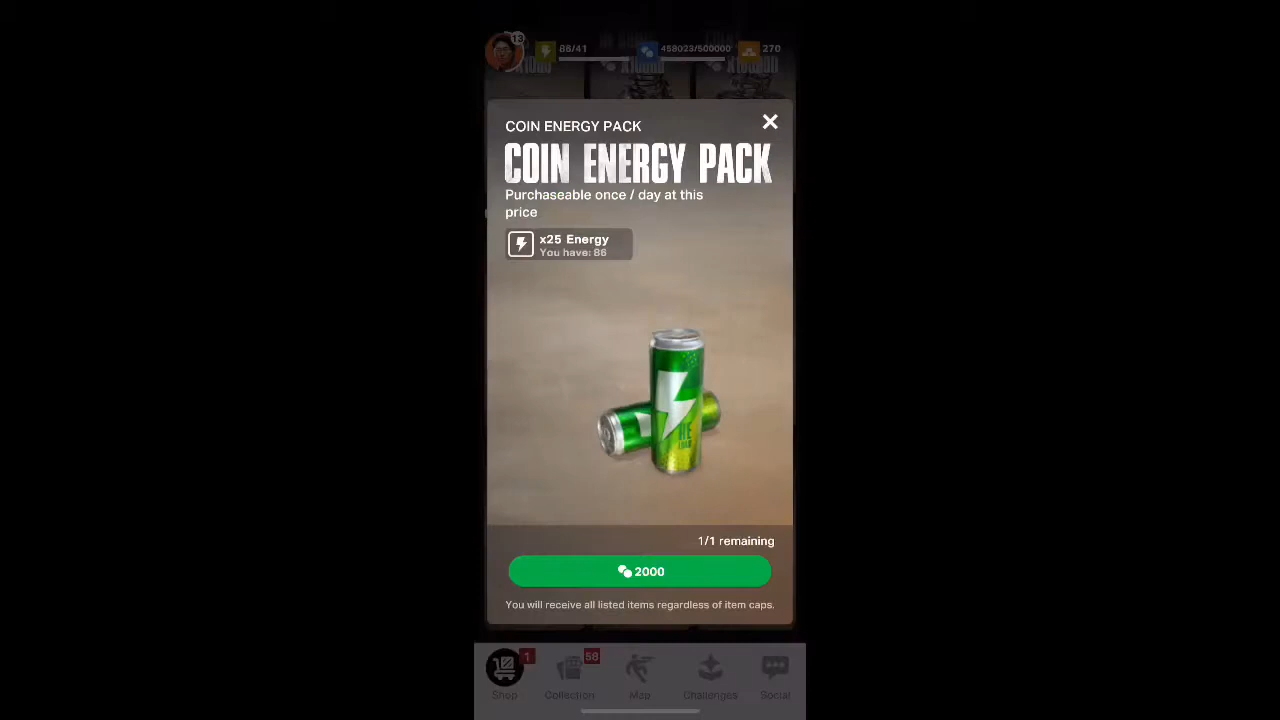 13
86/41
458023/500000
270
COIN ENERGY PACK
COIN ENERGY PACK
Purchaseable once / day at this
price
x25 Energy
You have: 86
1/1 remaining
2000
You will receive all listed items regardless of item caps.
1
58
Shop
Collection
Map
Challenges
Social